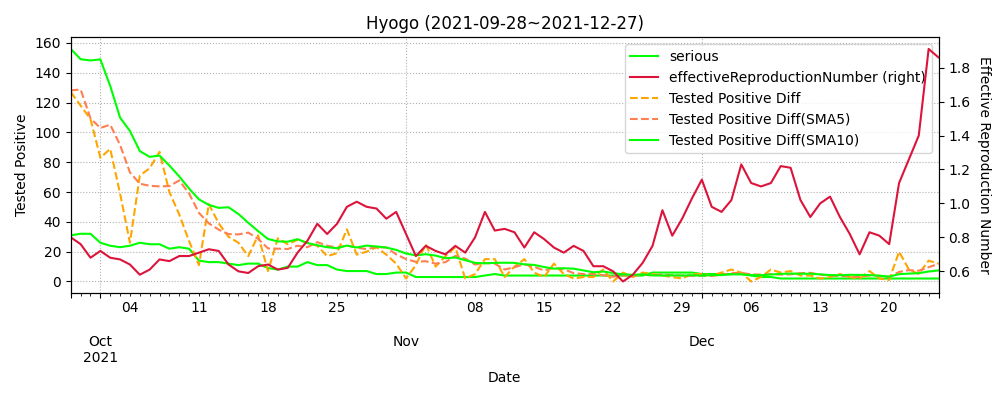 Hyogo (2021-09-28~2021-12-27)
Tested Positive
160
140
120
100
80
60
40
20
0
serious
effectiveReproductionNumber (right)
Tested Positive Diff
Tested Positive Diff(SMA5)
Tested Positive Diff(SMA10)
1.8
1.6
1.4
1.2
1.0
0.8
0.6
Effective Reproduction Number
04 11 18 25 08 15 22 29 06 13 20
Oct Nov Dec
2021
Date